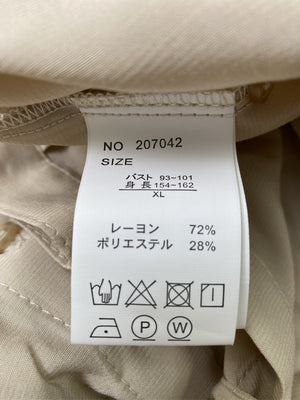 NO 207042
SIZE
バスト 93~101
身 長 154~162
XL
レーヨン 72%
ポリエステル 28%
P W